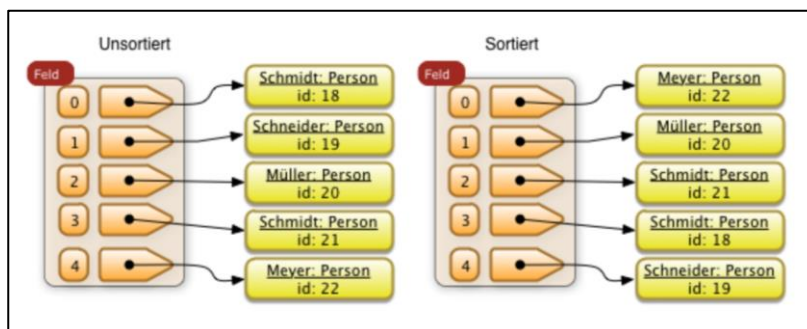 Unsortiert
Feld
0
Schmidt: Person
id: 18
1
Schneider: Person
id: 19
2
Müller: Person
id: 20
3
Schmidt: Person
id: 21
4
Meyer: Person
id: 22
Sortiert
Feld
0
Meyer: Person
id: 22
1
Müller: Person
id: 20
2
Schmidt: Person
id: 21
3
Schmidt: Person
id: 18
4
Schneider: Person
id: 19